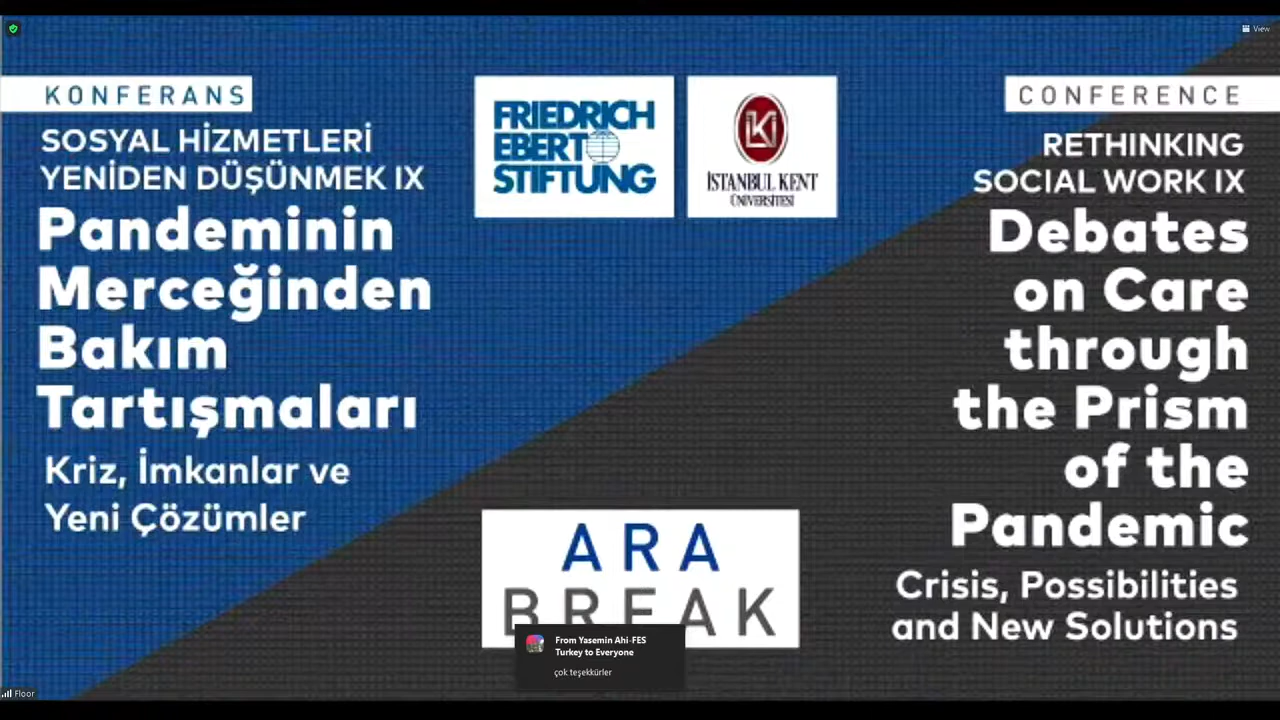 View
KONFERANS
SOSYAL HİZMETLERİ
YENİDEN DÜŞÜNMEK IX
Pandeminin
Merceğinden
Bakım
Tartışmaları
Kriz, İmkanlar ve
Yeni Çözümler
FRIEDRICH
EBERT
STIFTUNG
İSTANBUL KENT
ÜNİVERSİTESİ
CONFERENCE
RETHINKING
SOCIAL WORK IX
Debates
on Care
through
the Prism
of the
Pandemic
Crisis, Possibilities
and New Solutions
ARA
BREAK
From Yasemin Ahi-FES
Turkey to Everyone
çok teşekkürler
Floor